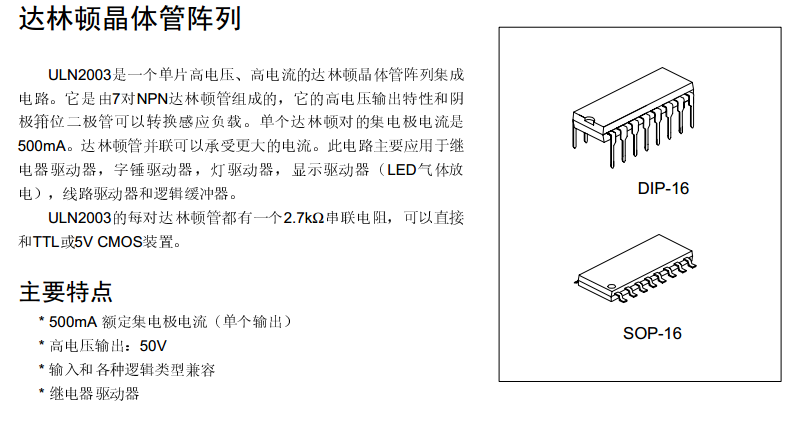 达林顿晶体管阵列
ULN2003是一个单片高电压、高电流的达林顿晶体管阵列集成
电路。它是由7对NPN达林顿管组成的，它的高电压输出特性和阴
极箝位二极管可以转换感应负载。单个达林顿对的集电极电流是
500mA。达林顿管并联可以承受更大的电流。此电路主要应用于继
电器驱动器，字锤驱动器，灯驱动器，显示驱动器（LED气体放
电），线路驱动器和逻辑缓冲器。
ULN2003的每对达林顿管都有一个2.7kΩ串联电阻，可以直接
和TTL或5V CMOS装置。
主要特点
* 500mA 额定集电极电流（单个输出）
* 高电压输出：50V
* 输入和各种逻辑类型兼容
* 继电器驱动器
DIP-16
SOP-16